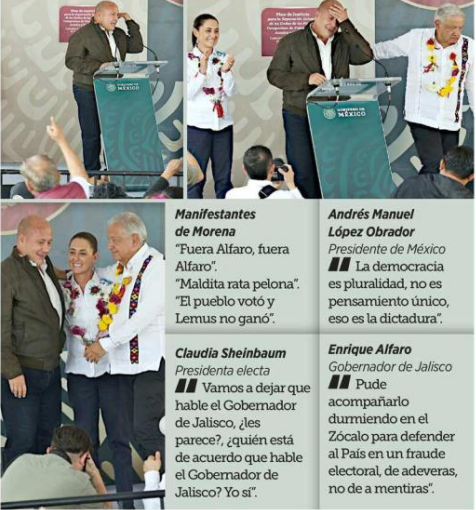 Plan de Justicia
GOBIERNO DE
MÉXICO
GOBIERNO DE
MÉXICO
Manifestantes
de Morena
“Fuera Alfaro, fuera
Alfaro”.
“Maldita rata pelona”.
“El pueblo votó y
Lemus no ganó”.
Andrés Manuel
López Obrador
Presidente de México
La democracia
es pluralidad, no es
pensamiento único,
eso es la dictadura”.
Claudia Sheinbaum
Presidenta electa
Vamos a dejar que
hable el Gobernador
de Jalisco, ¿les
parece?, ¿quién está
de acuerdo que hable
el Gobernador de
Jalisco? Yo sí”.
Enrique Alfaro
Gobernador de Jalisco
Pude
acompañarlo
durmiendo en el
Zócalo para defender
al País en un fraude
electoral, de adeveras,
no de a mentiras”.